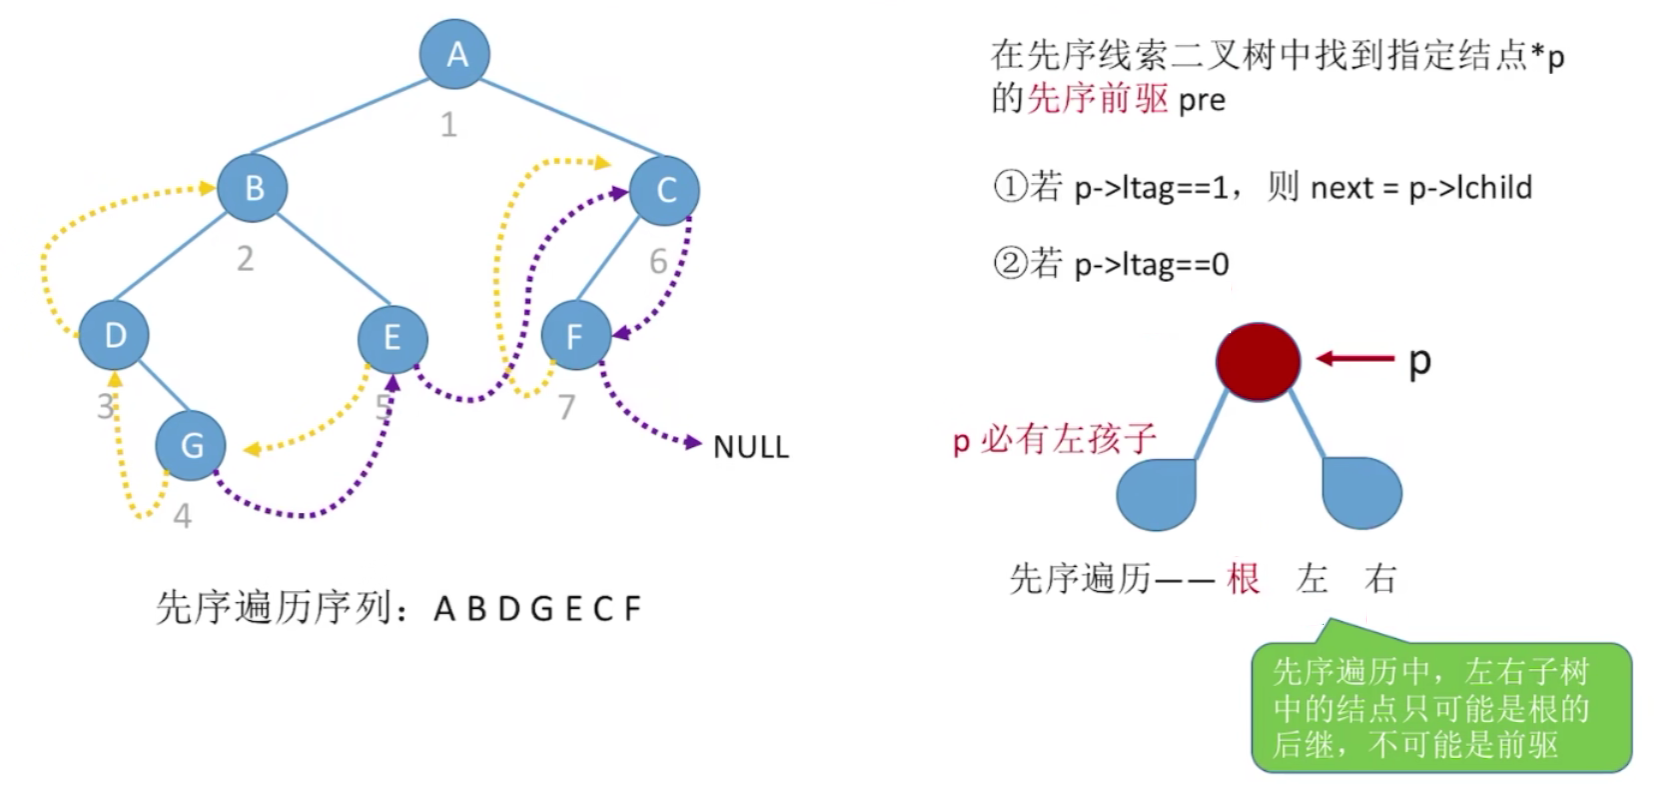 A
1
B
C
2
6
D
E
F
3
5
7
G
NULL
4
先序遍历序列：A B D G E C F
在先序线索二叉树中找到指定结点*p
的先序前驱 pre
①若 p->ltag==1，则 next = p->lchild
②若 p->ltag==0
p
p 必有左孩子
先序遍历—— 根 左 右
先序遍历中，左右子树
中的结点只可能是根的
后继，不可能是前驱